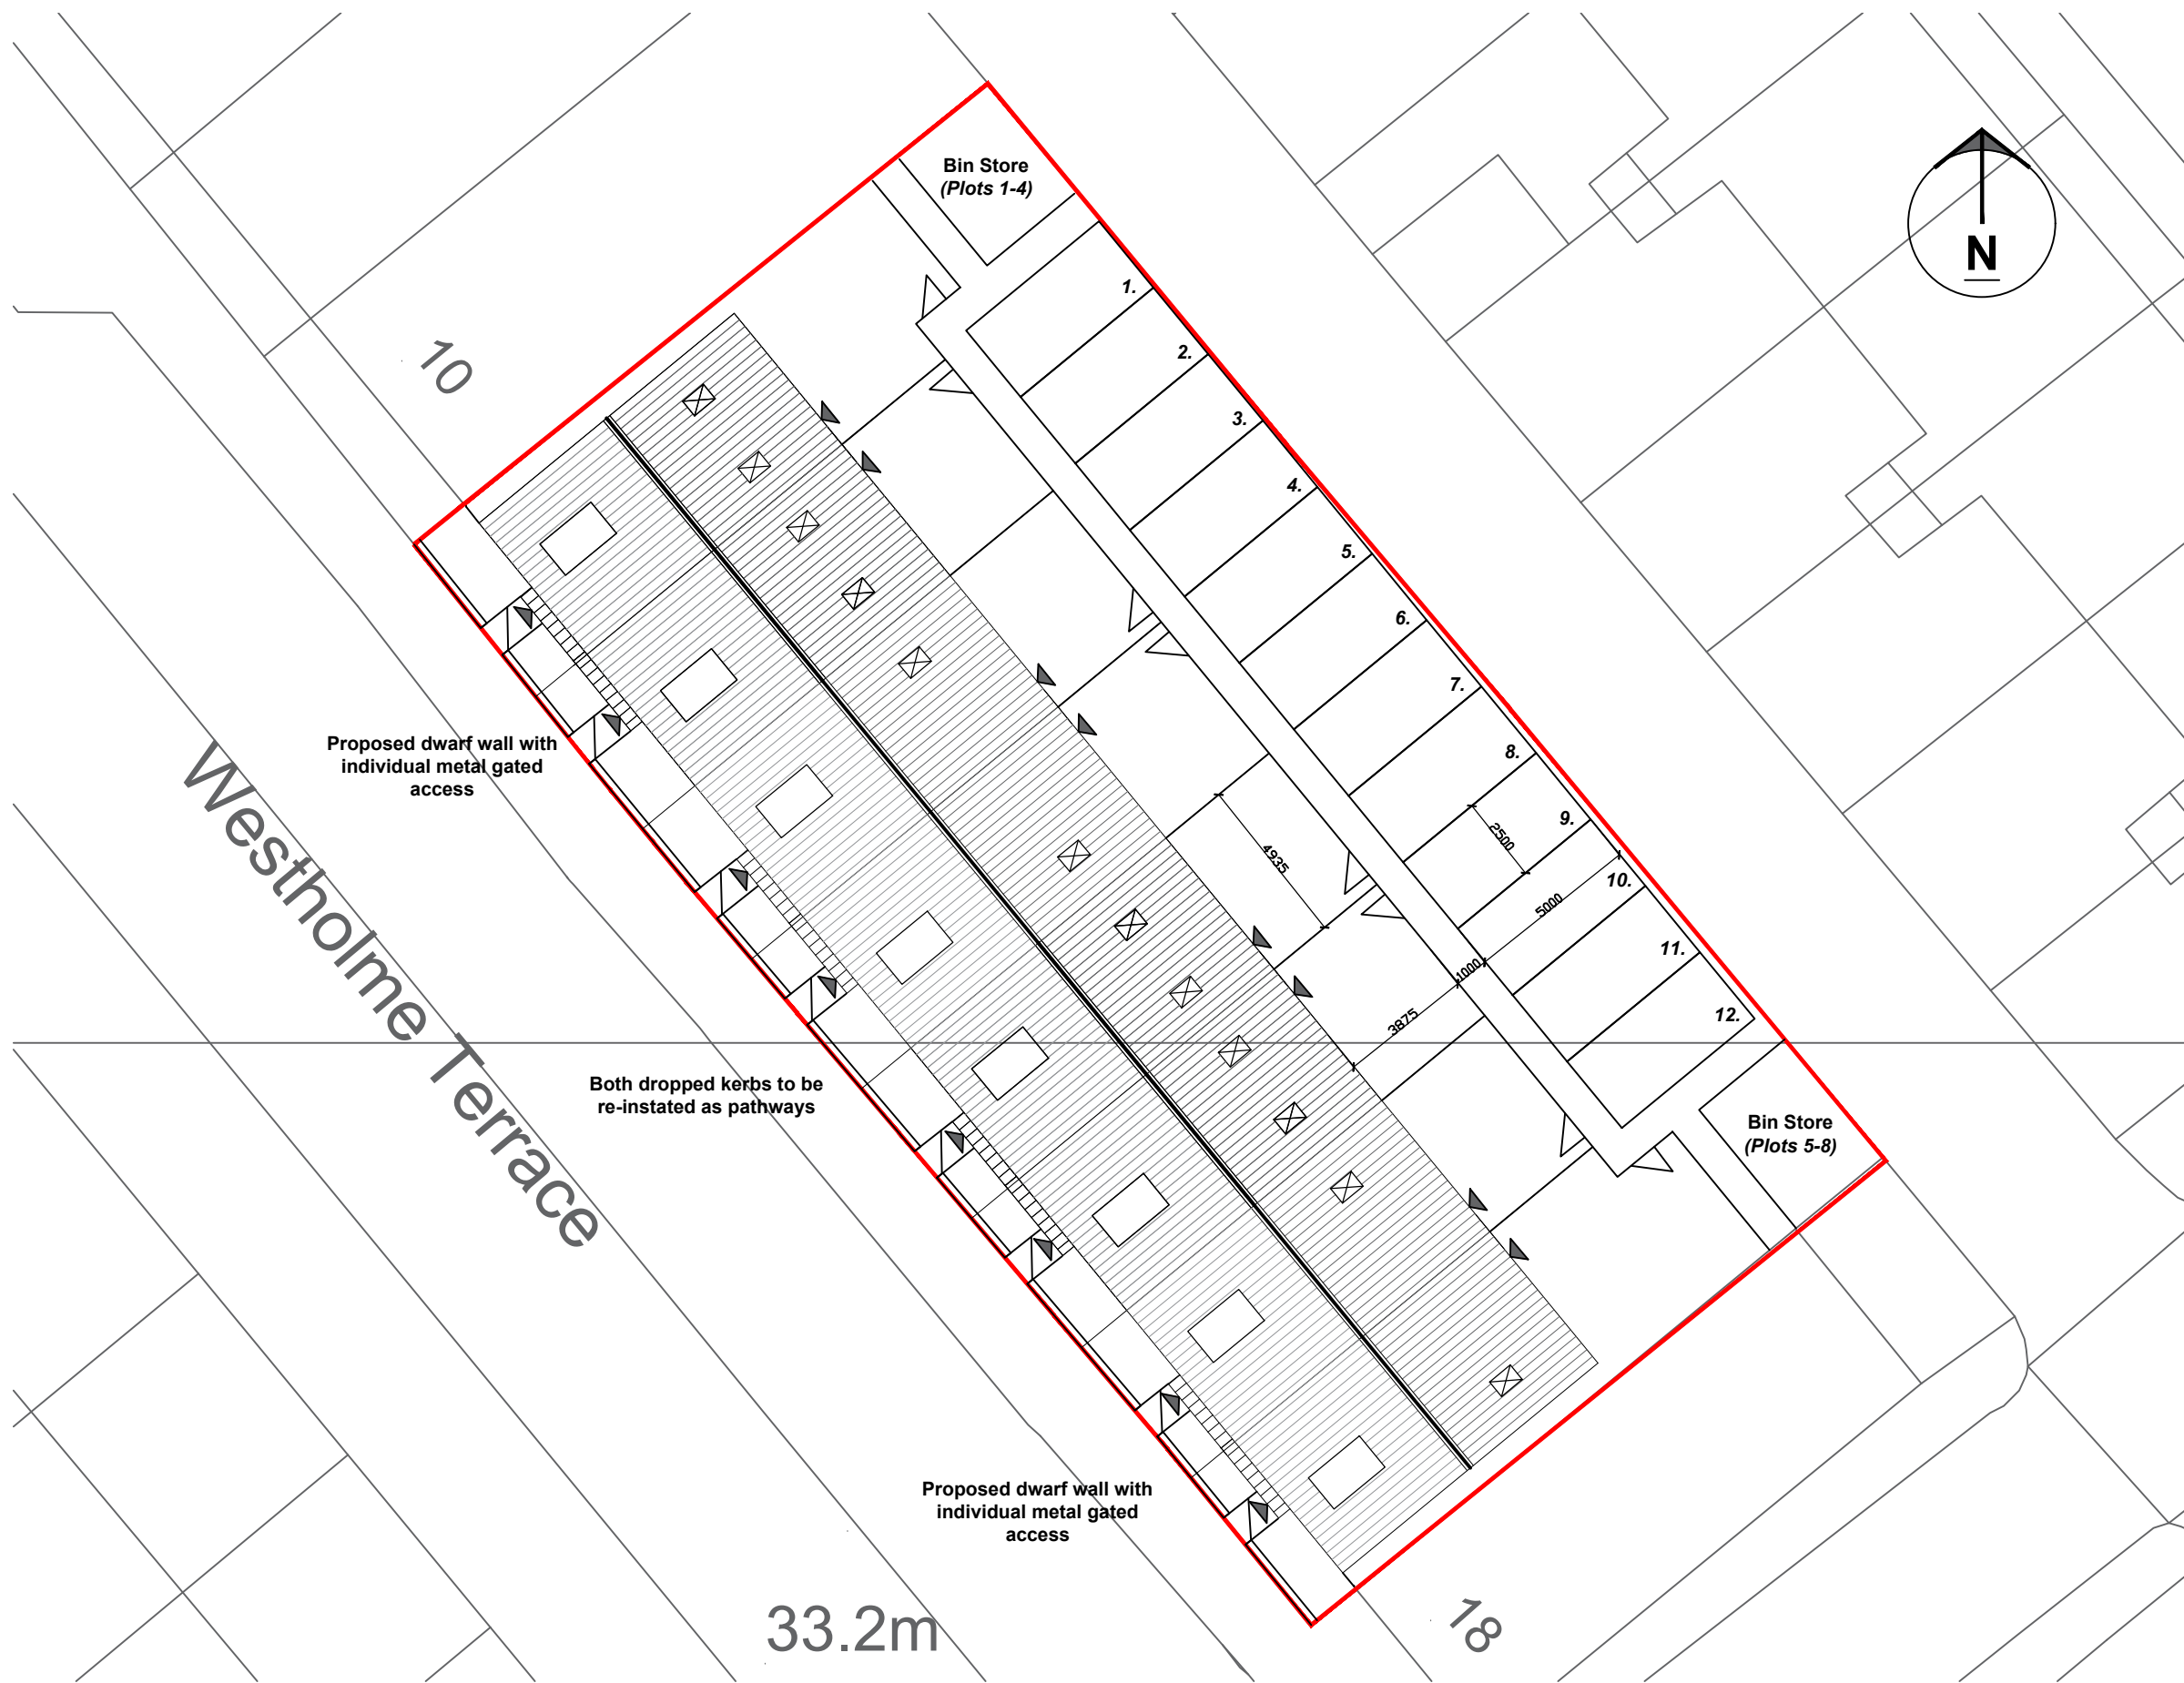 Bin Store
(Plots 1-4)
N
10
1.
2.
3.
4.
5.
6.
7.
8.
9.
10.
11.
12.
2500
4935
5000
1000
3875
Proposed dwarf wall with
individual metal gated
access
Westholme Terrace
Both dropped kerbs to be
re-instated as pathways
Bin Store
(Plots 5-8)
Proposed dwarf wall with
individual metal gated
access
33.2m
18